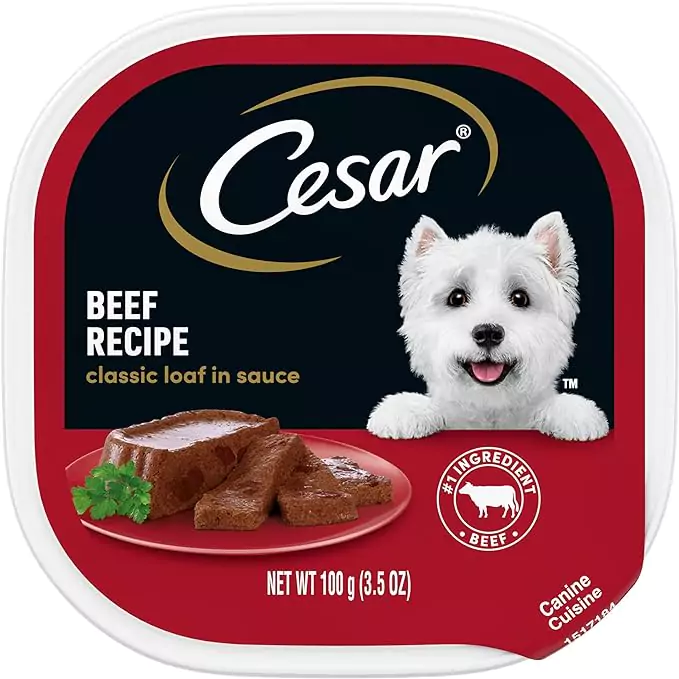 Cesar®
BEEF
RECIPE
classic loaf in sauce
™
#1 INGREDIENT
• BEEF •
NET WT 100 g (3.5 OZ)
Canine
Cuisine
1517184